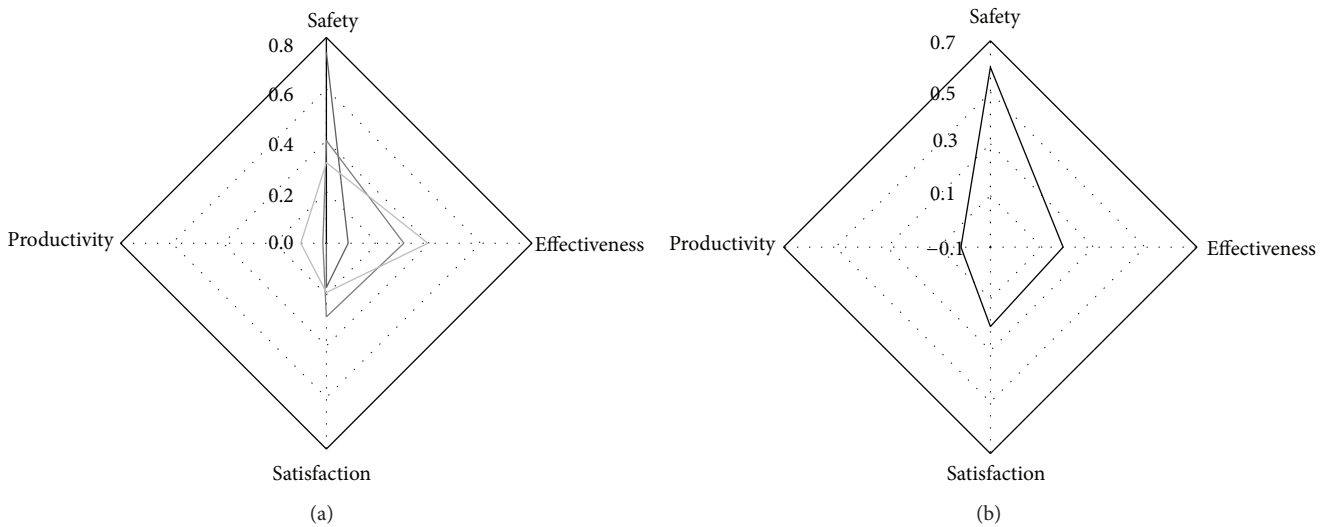 Safety
0.8
0.6
0.4
0.2
0.0
Productivity
Effectiveness
Satisfaction
(a)
Safety
0.7
0.5
0.3
0.1
−0.1
Productivity
Effectiveness
Satisfaction
(b)